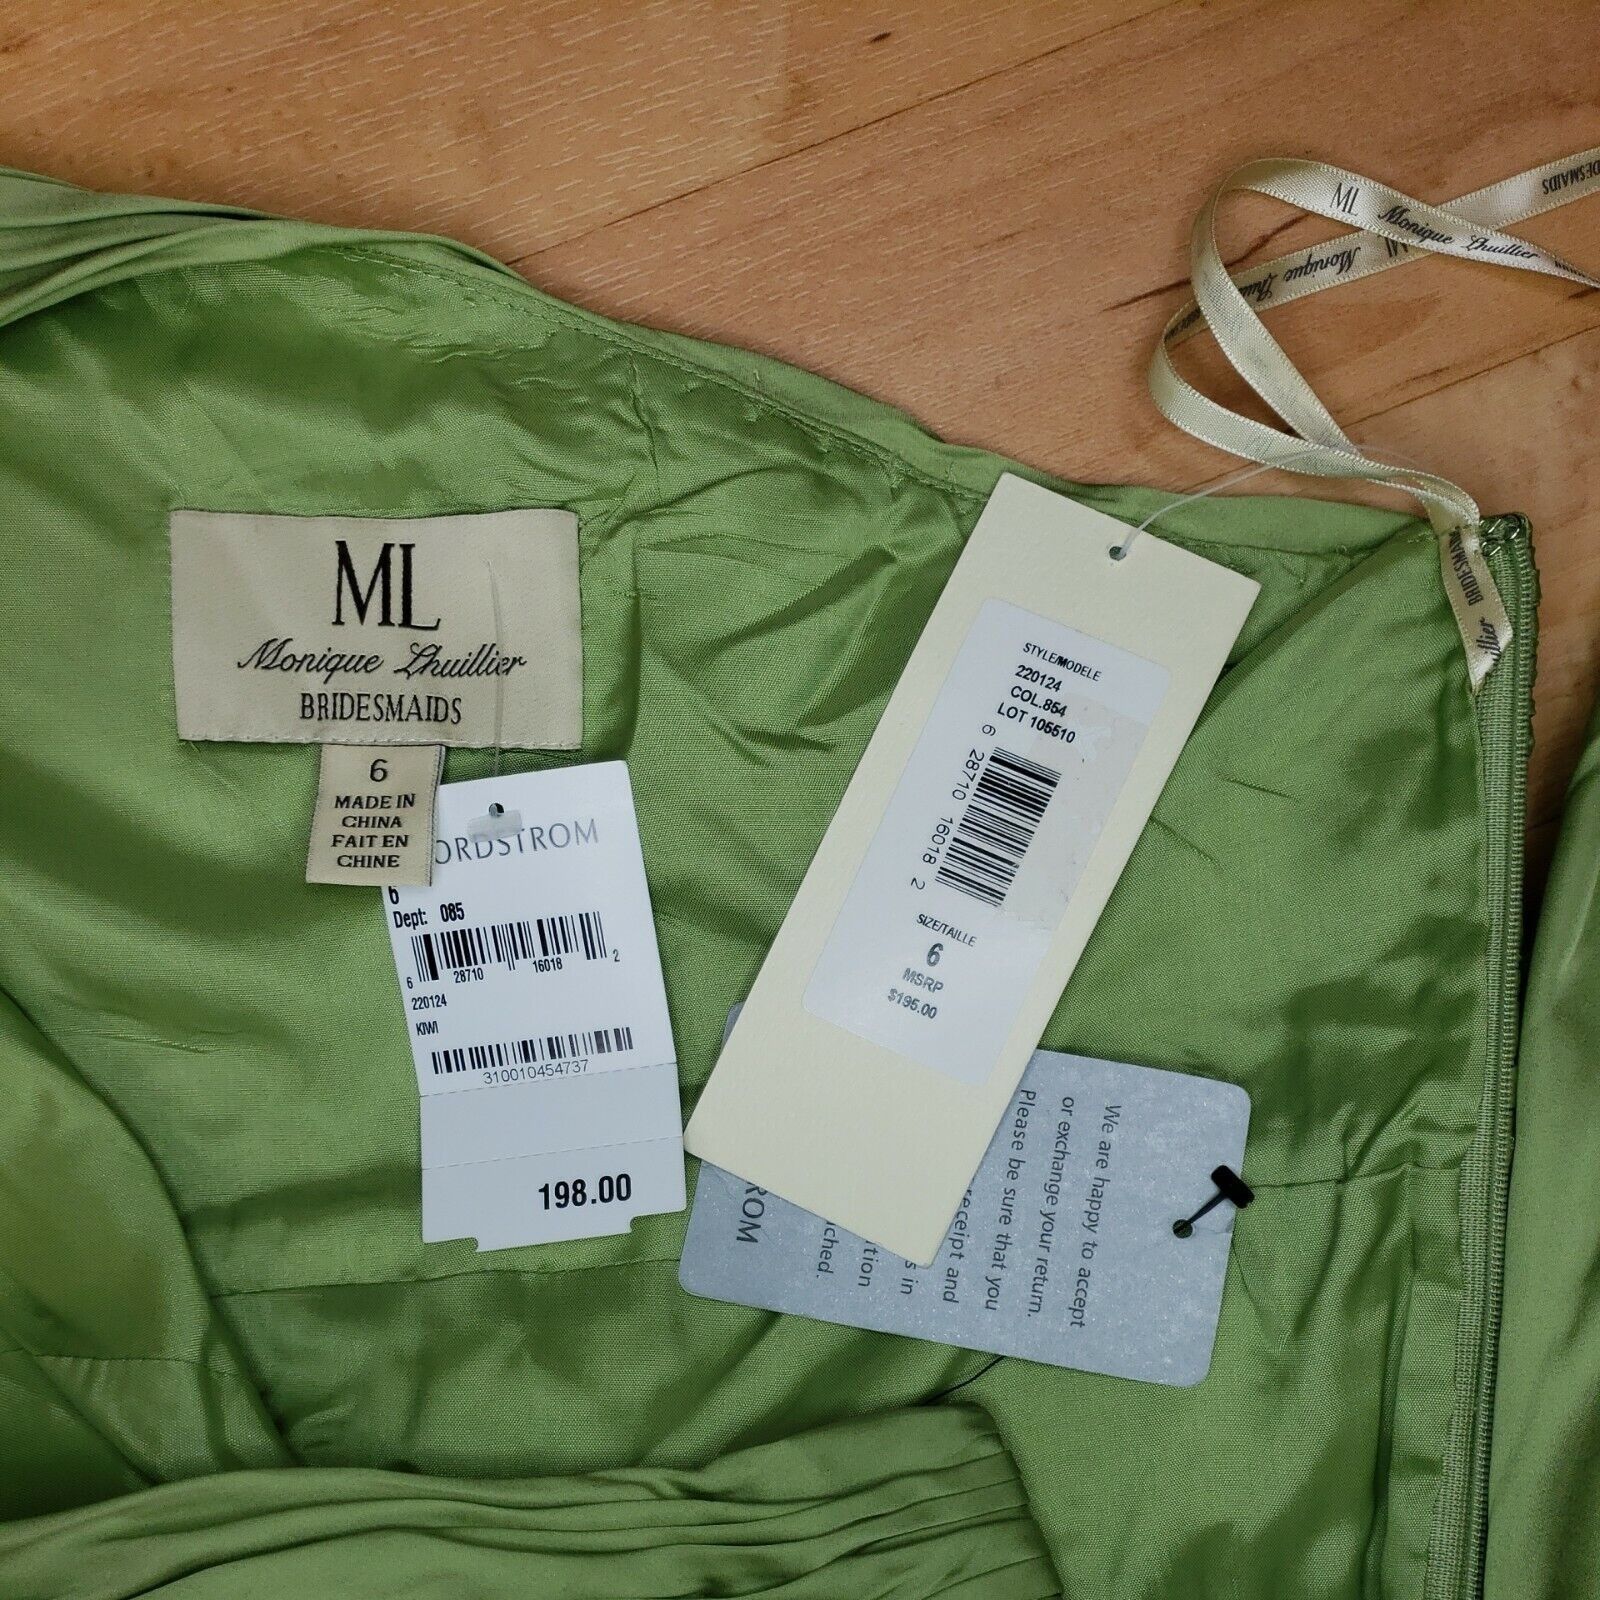 ML
Monique Lhuillier
BRIDESMAIDS
6
MADE IN
CHINA
FAIT EN
CHINE
ORDSTROM
6
Dept: 085
6 28710 16018 2
220124
KIWI
310010454737
198.00
STYLE/MODELE
220124
COL.854
LOT 105510
6 28710 16018 2
SIZE/TAILLE
6
MSRP
$195.00
We are happy to accept
or exchange your return.
Please be sure that you
receipt and
in
ROM
ML Monique Lhuillier
ML
Monique
BRIDESMAIDS